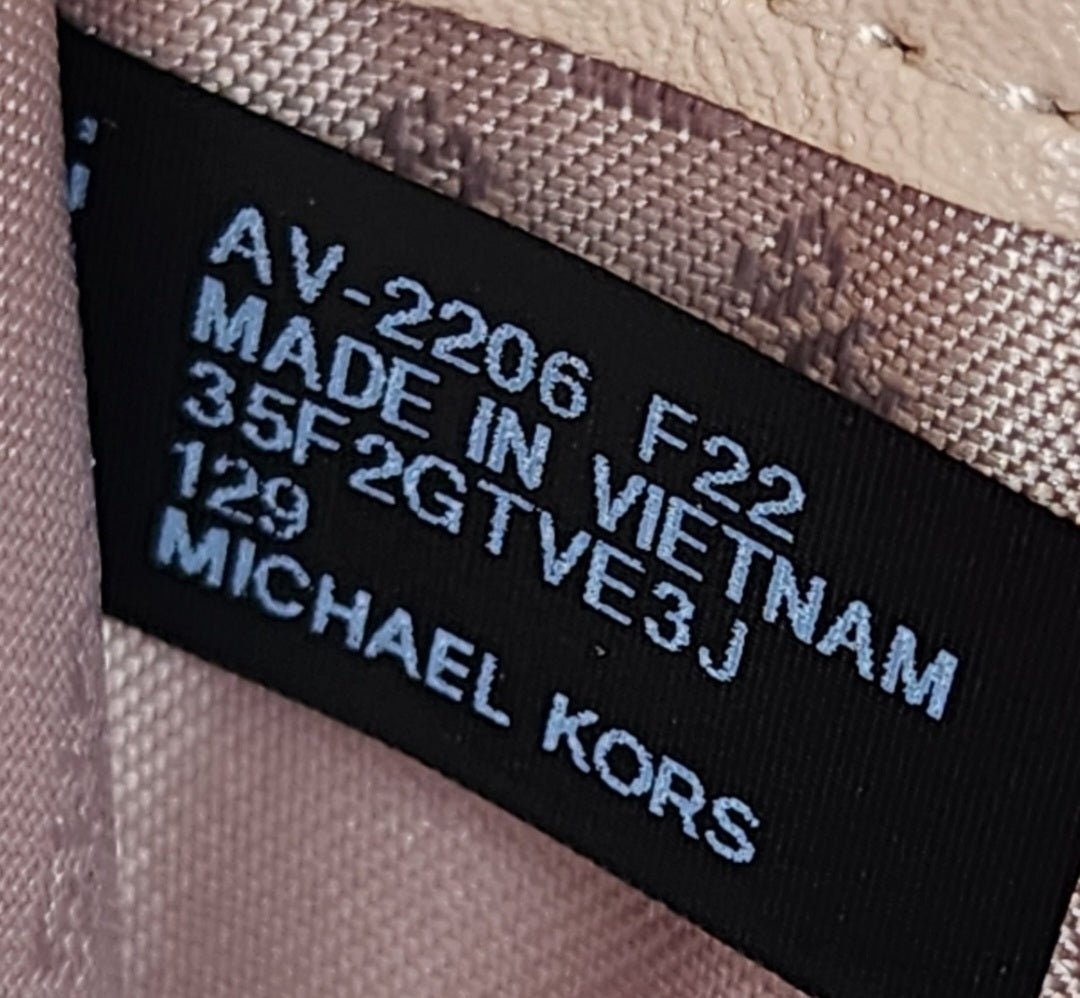 AV-2206 F22
MADE IN VIETNAM
35F2GTVE3J
129
MICHAEL KORS